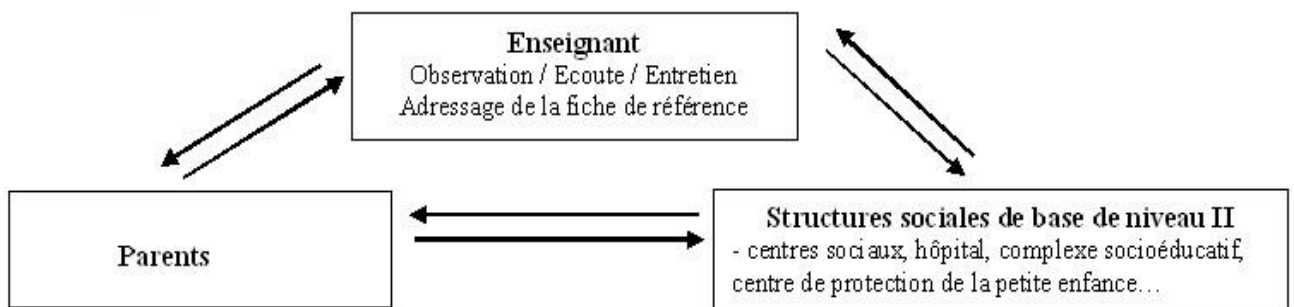 Enseignant
Observation / Ecoute / Entretien
Adressage de la fiche de référence
Parents
Structures sociales de base de niveau II
- centres sociaux, hôpital, complexe socioéducatif,
centre de protection de la petite enfance…